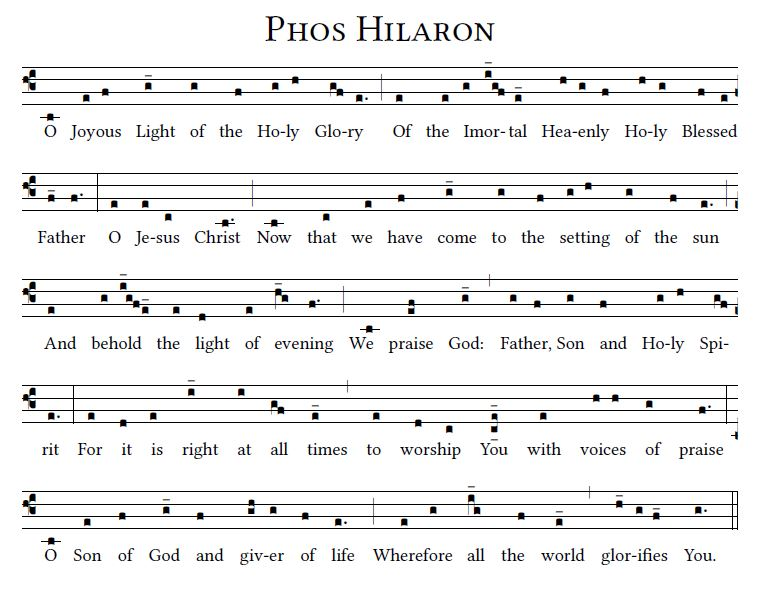 Phos Hilaron
O Joyous Light of the Ho-ly Glo-ry Of the Imor-tal Hea-enly Ho-ly Blessed
Father O Je-sus Christ Now that we have come to the setting of the sun
And behold the light of evening We praise God: Father, Son and Ho-ly Spi-
rit For it is right at all times to worship You with voices of praise
O Son of God and giv-er of life Wherefore all the world glor-ifies You.